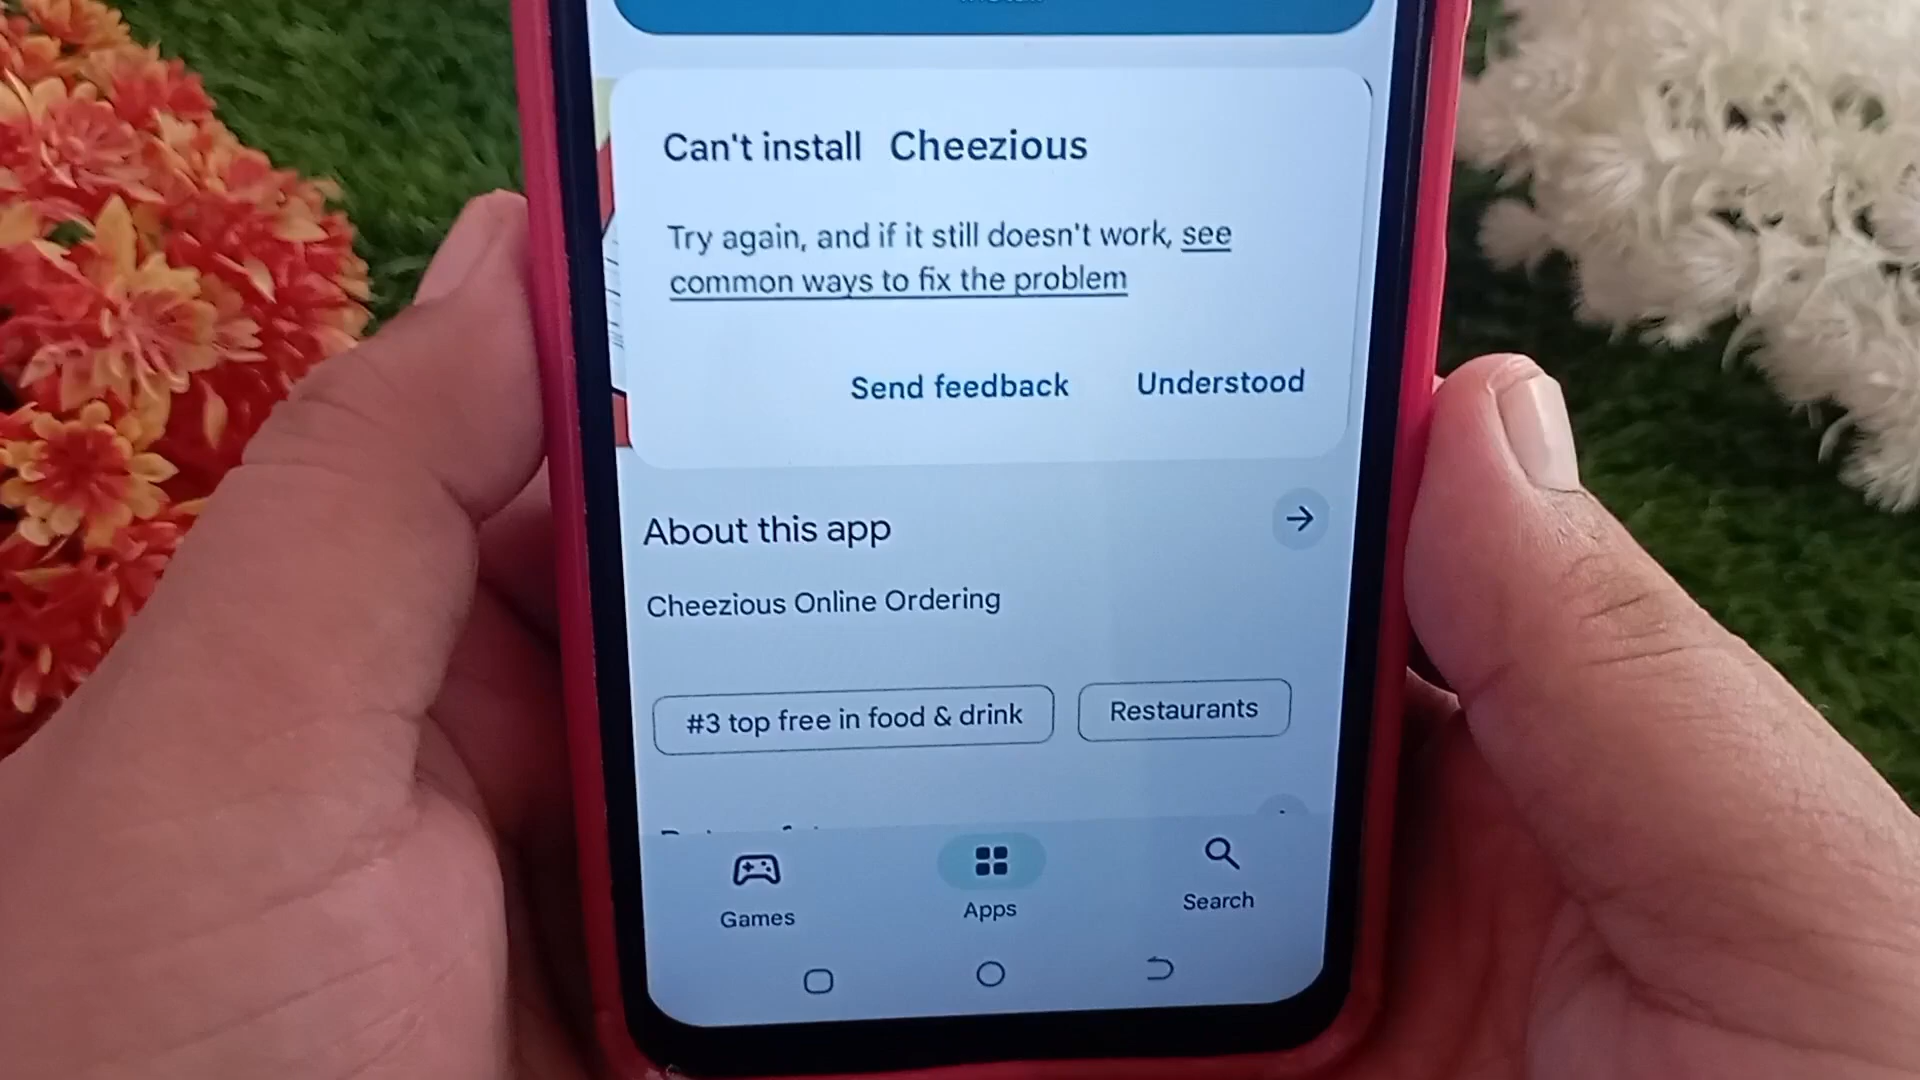 Can't install Cheezious
Try again, and if it still doesn't work, see
common ways to fix the problem
Send feedback Understood
About this app
Cheezious Online Ordering
#3 top free in food & drink
Restaurants
Games
Apps
Search